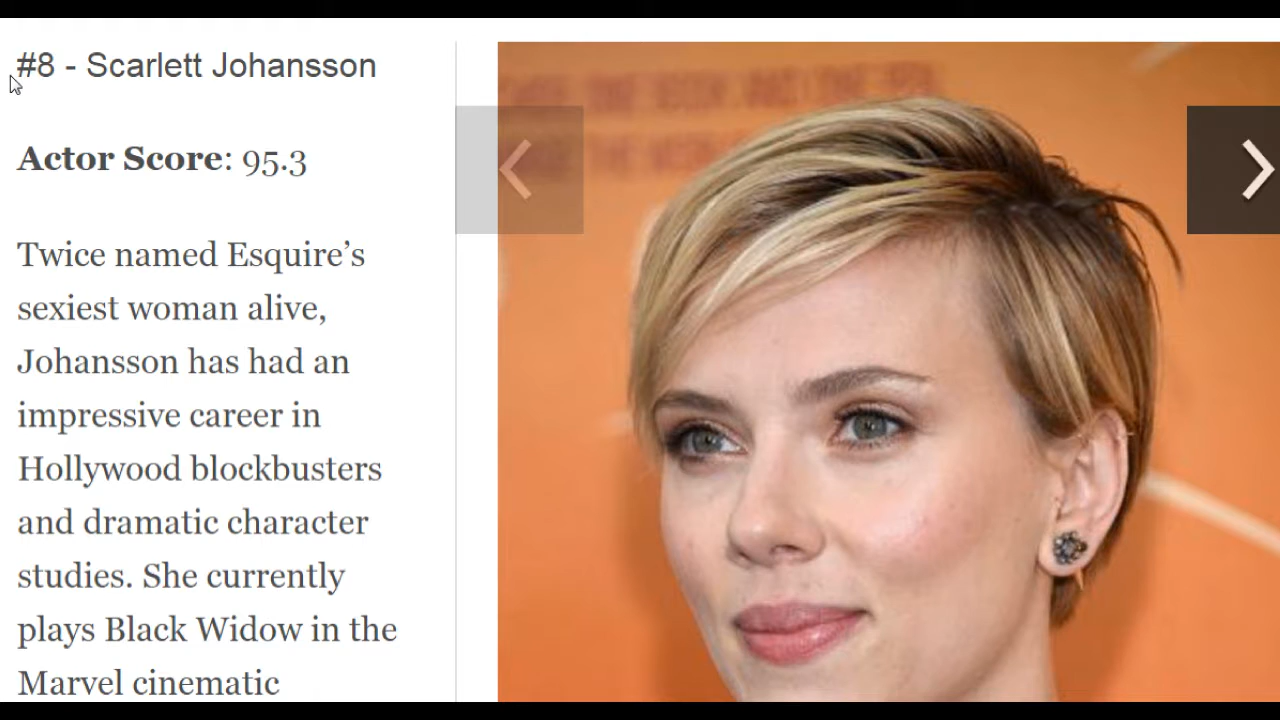 #8 - Scarlett Johansson
Actor Score: 95.3
Twice named Esquire’s
sexiest woman alive,
Johansson has had an
impressive career in
Hollywood blockbusters
and dramatic character
studies. She currently
plays Black Widow in the
Marvel cinematic